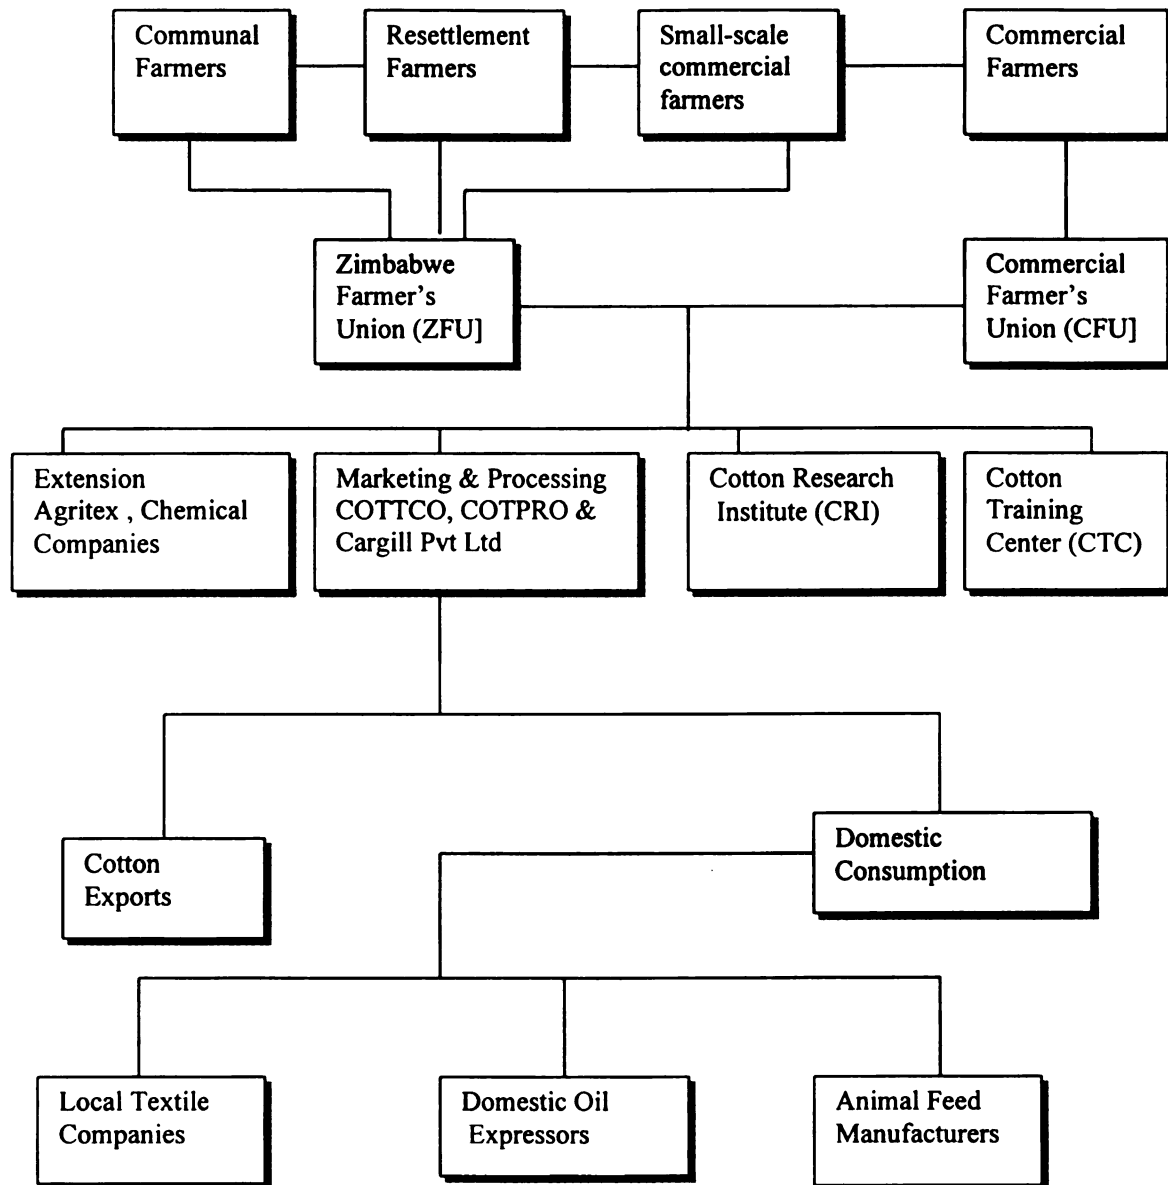 Communal
Farmers
Resettlement
Farmers
Small-scale
commercial
farmers
Commercial
Farmers
Zimbabwe
Farmer's
Union (ZFU]
Commercial
Farmer's
Union (CFU]
Extension
Agritex , Chemical
Companies
Marketing & Processing
COTTCO, COTPRO &
Cargill Pvt Ltd
Cotton Research
Institute (CRI)
Cotton
Training
Center (CTC)
Cotton
Exports
Domestic
Consumption
Local Textile
Companies
Domestic Oil
Expressors
Animal Feed
Manufacturers